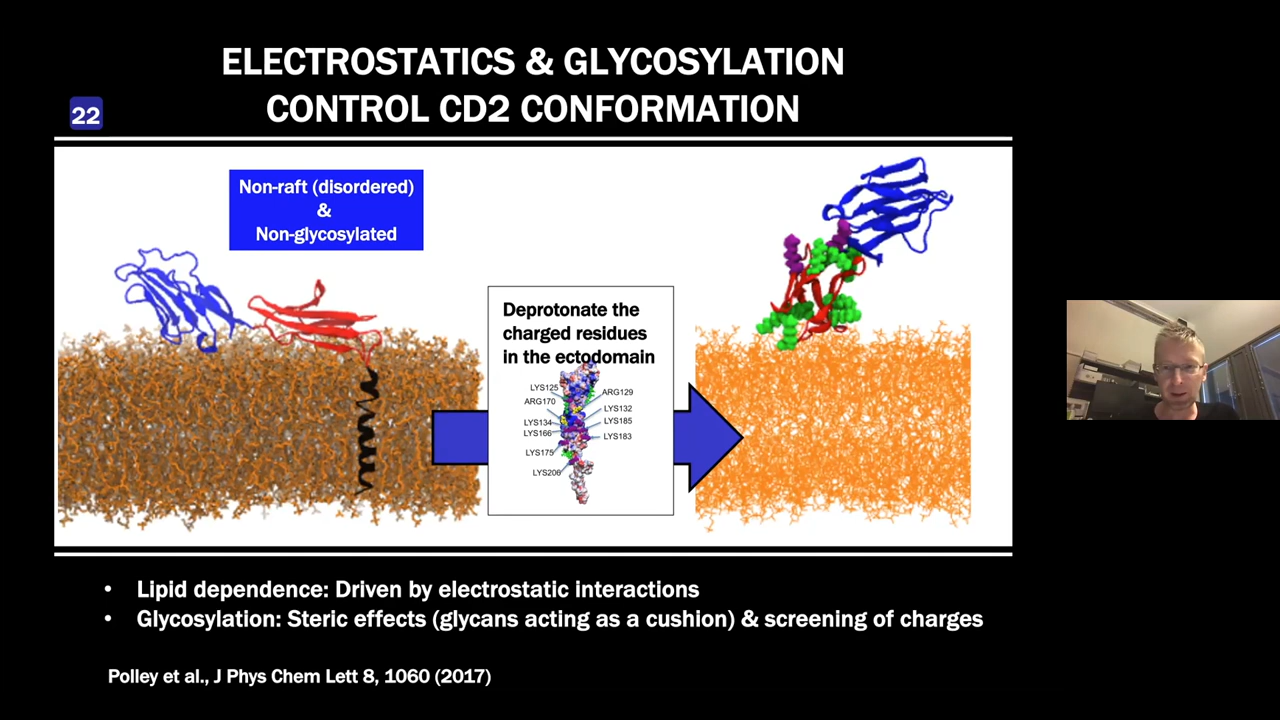 ELECTROSTATICS & GLYCOSYLATION
CONTROL CD2 CONFORMATION
22
Non-raft (disordered)
&
Non-glycosylated
Deprotonate the
charged residues
in the ectodomain
LYS125
ARG129
ARG170
LYS132
LYS134
LYS185
LYS166
LYS183
LYS175
LYS206
• Lipid dependence: Driven by electrostatic interactions
• Glycosylation: Steric effects (glycans acting as a cushion) & screening of charges
Polley et al., J Phys Chem Lett 8, 1060 (2017)